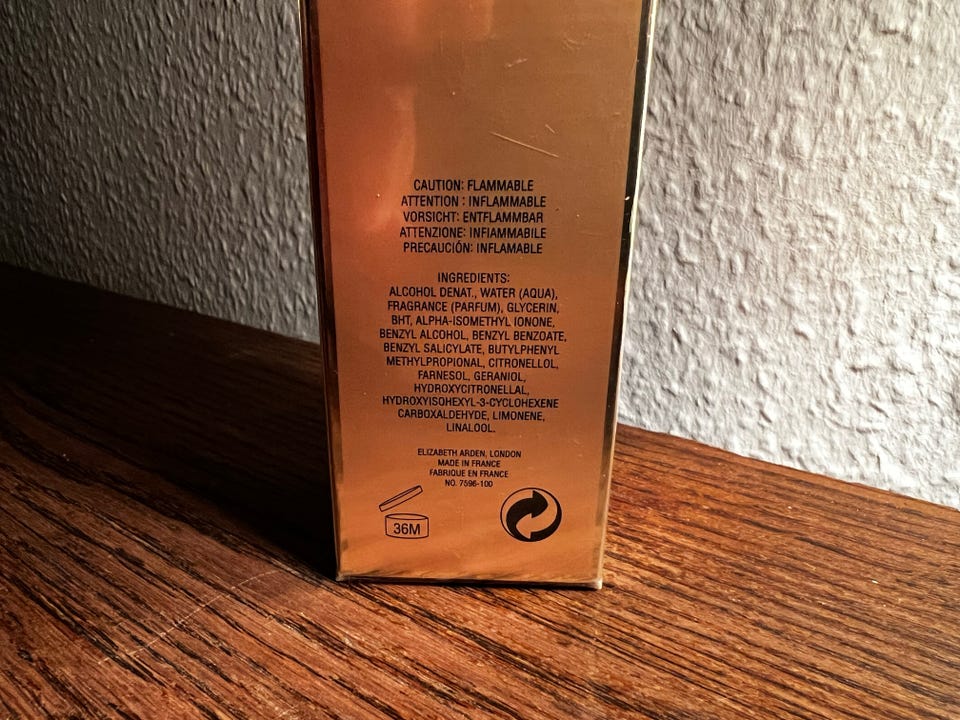 CAUTION: FLAMMABLE
ATTENTION : INFLAMMABLE
VORSICHT: ENTFLAMMBAR
ATTENZIONE: INFIAMMABILE
PRECAUCIÓN: INFLAMABLE
INGREDIENTS:
ALCOHOL DENAT., WATER (AQUA),
FRAGRANCE (PARFUM), GLYCERIN,
BHT, ALPHA-ISOMETHYL IONONE,
BENZYL ALCOHOL, BENZYL BENZOATE,
BENZYL SALICYLATE, BUTYLPHENYL
METHYLPROPIONAL, CITRONELLOL,
FARNESOL, GERANIOL,
HYDROXYCITRONELLAL,
HYDROXYISOHEXYL-3-CYCLOHEXENE
CARBOXALDEHYDE, LIMONENE,
LINALOOL.
ELIZABETH ARDEN, LONDON
MADE IN FRANCE
FABRIQUE EN FRANCE
NO. 7596-100
36M